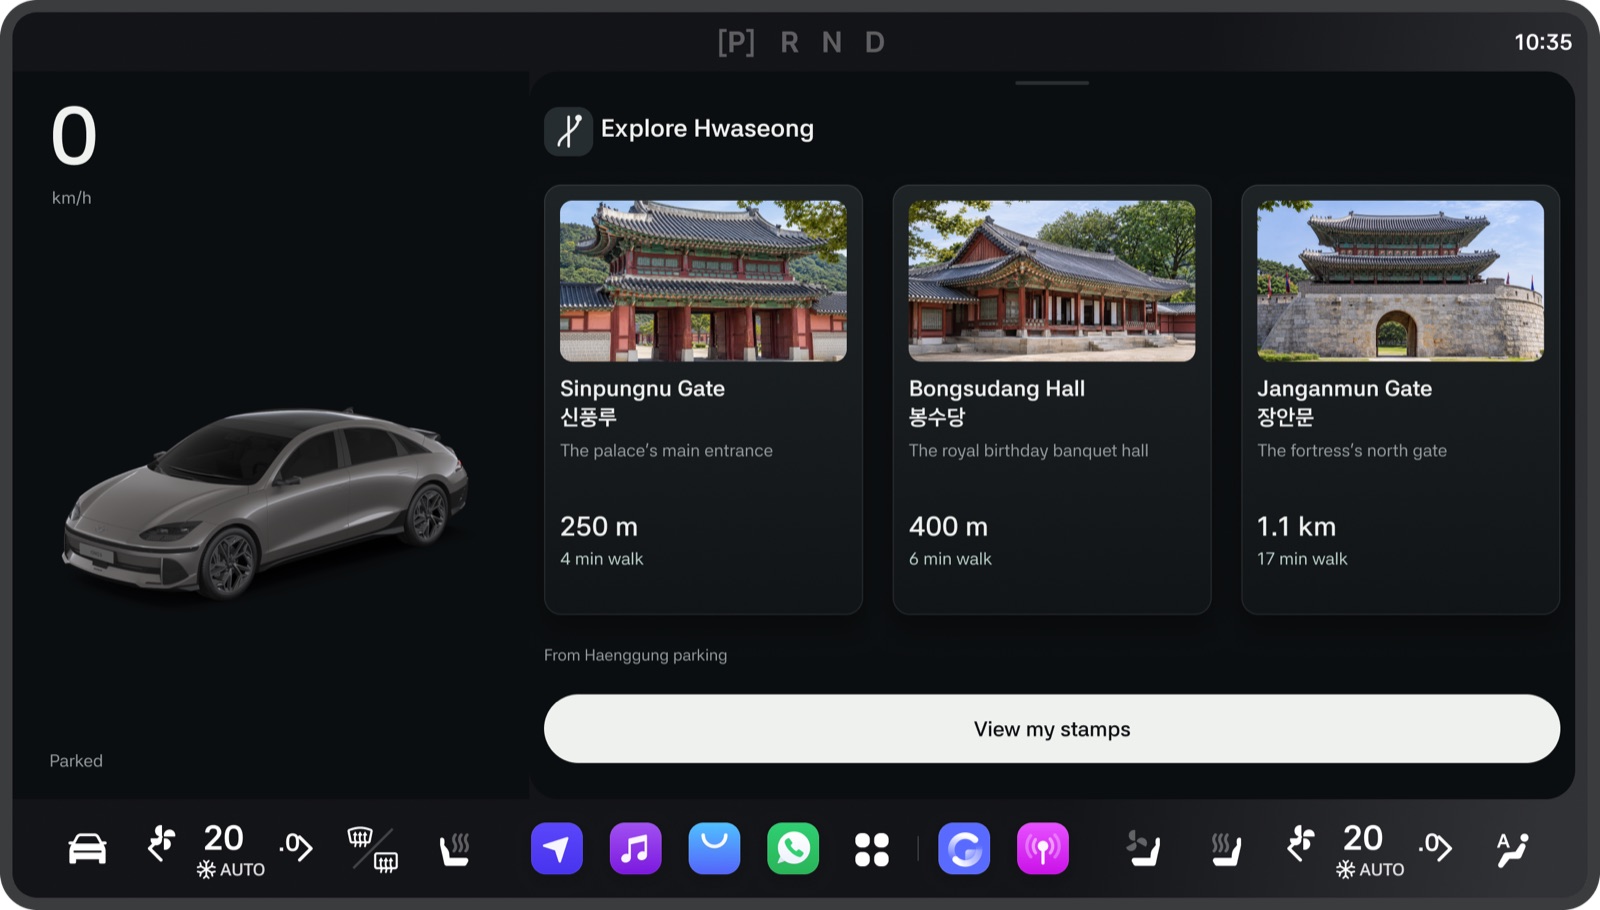 [P] R N D
10:35
0
km/h
Parked
Explore Hwaseong
Sinpungnu Gate
신풍루
The palace's main entrance
250 m
4 min walk
Bongsudang Hall
봉수당
The royal birthday banquet hall
400 m
6 min walk
Janganmun Gate
장안문
The fortress's north gate
1.1 km
17 min walk
From Haenggung parking
View my stamps
20
AUTO
.0
20
AUTO
.0
A